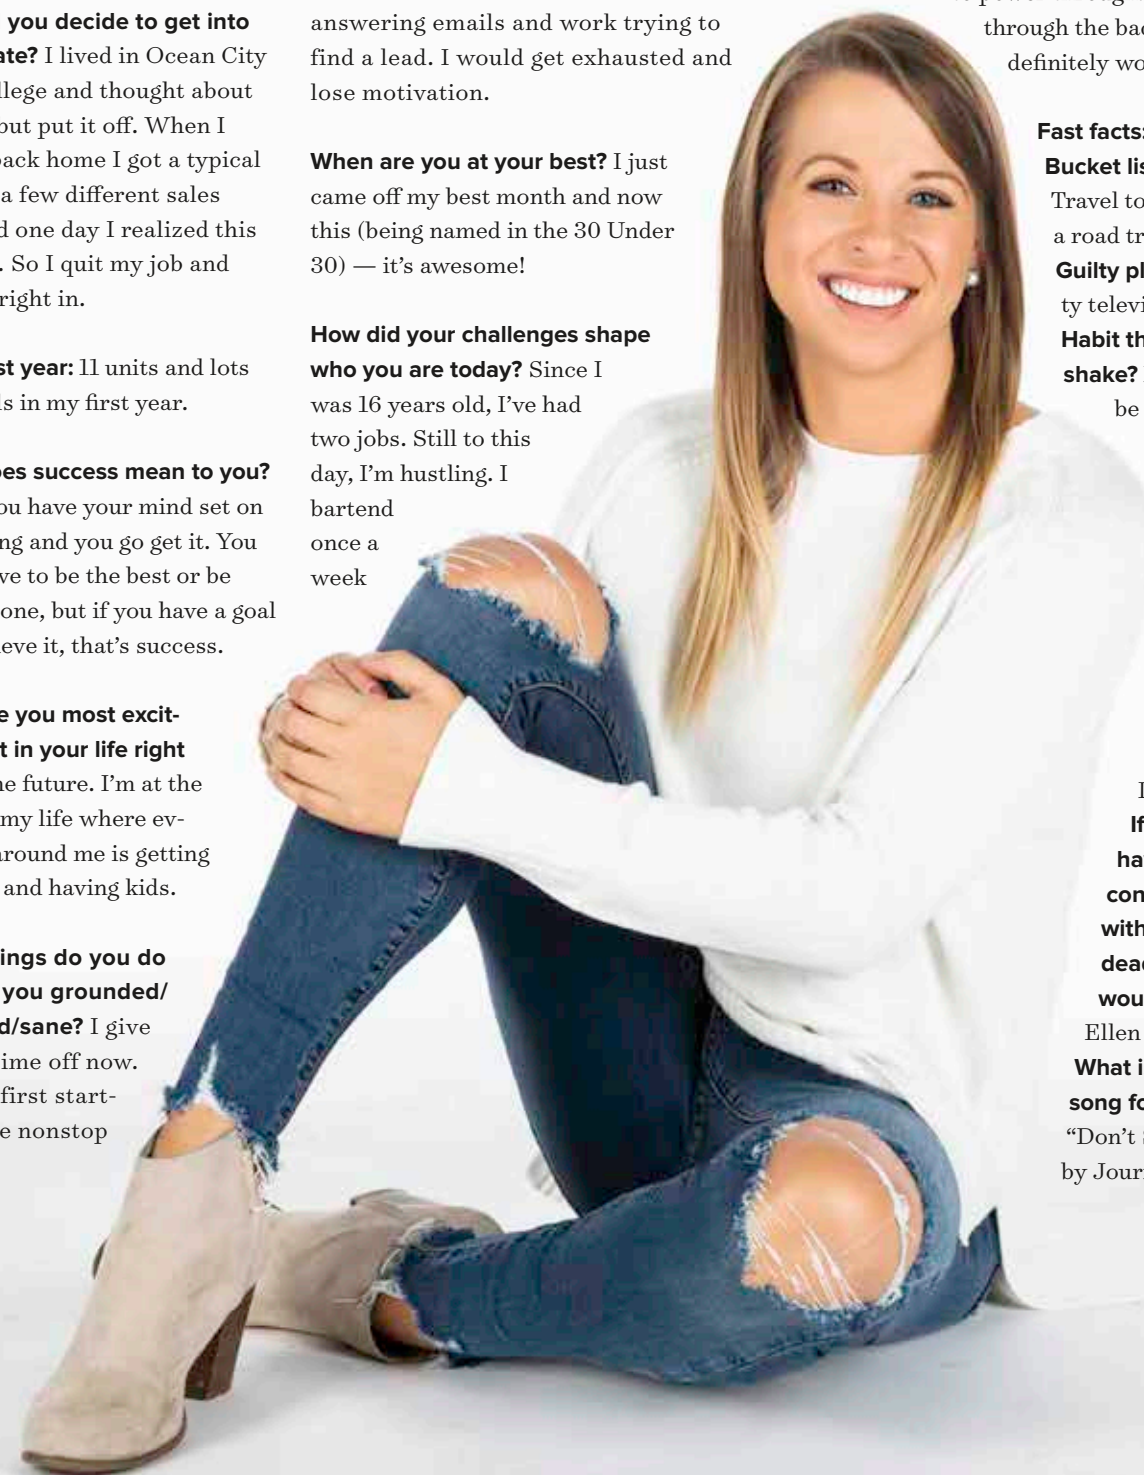 you decide to get into
ate? I lived in Ocean City
llege and thought about
but put it off. When I
back home I got a typical
a few different sales
d one day I realized this
. So I quit my job and
right in.
st year: 11 units and lots
ls in my first year.
es success mean to you?
ou have your mind set on
ng and you go get it. You
ve to be the best or be
one, but if you have a goal
ieve it, that’s success.
e you most excit-
t in your life right
he future. I’m at the
my life where ev-
around me is getting
and having kids.
ings do you do
you grounded/
d/sane? I give
ime off now.
first start-
e nonstop
answering emails and work trying to
find a lead. I would get exhausted and
lose motivation.
When are you at your best? I just
came off my best month and now
this (being named in the 30 Under
30) — it’s awesome!
How did your challenges shape
who you are today? Since I
was 16 years old, I’ve had
two jobs. Still to this
day, I’m hustling. I
bartend
once a
week
through the bad
definitely wo
Fast facts:
Bucket lis
Travel to
a road tr
Guilty pl
ty televi
Habit th
shake?
be
I
If
ha
con
with
dead
wou
Ellen
What i
song fo
“Don’t
by Jour